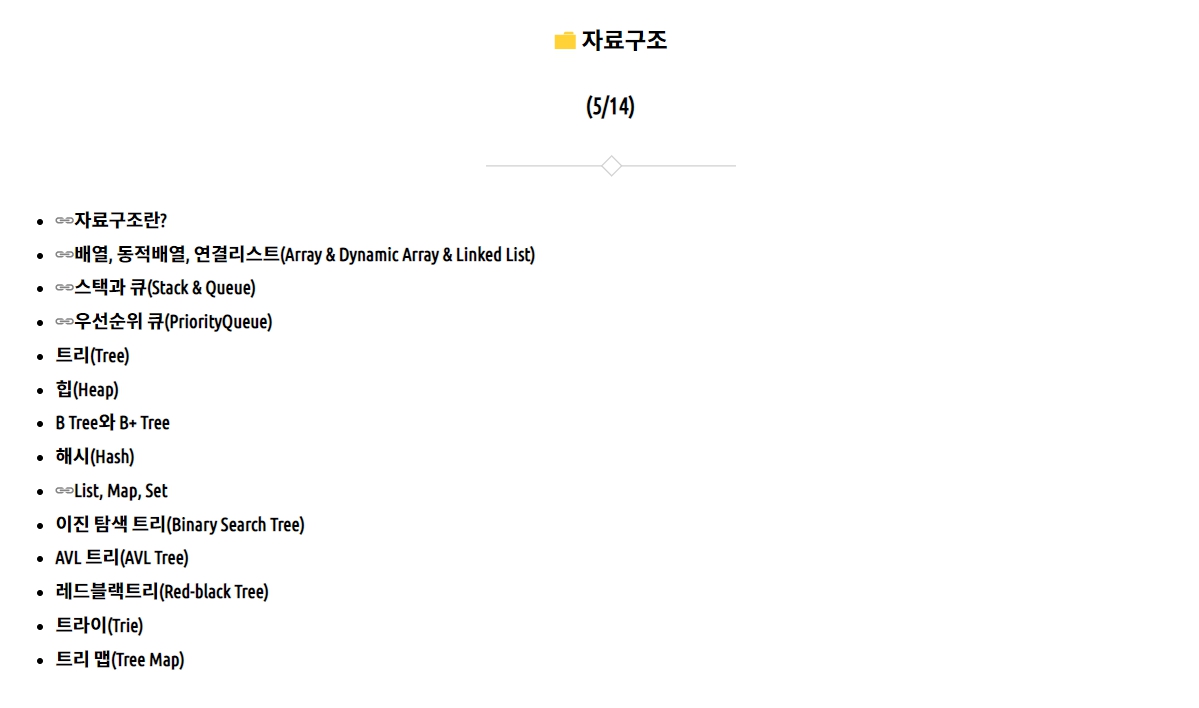 자료구조
(5/14)
자료구조란?
배열, 동적배열, 연결리스트(Array & Dynamic Array & Linked List)
스택과 큐(Stack & Queue)
우선순위 큐(PriorityQueue)
트리(Tree)
힙(Heap)
B Tree와 B+ Tree
해시(Hash)
List, Map, Set
이진 탐색 트리(Binary Search Tree)
AVL 트리(AVL Tree)
레드블랙트리(Red-black Tree)
트라이(Trie)
트리 맵(Tree Map)